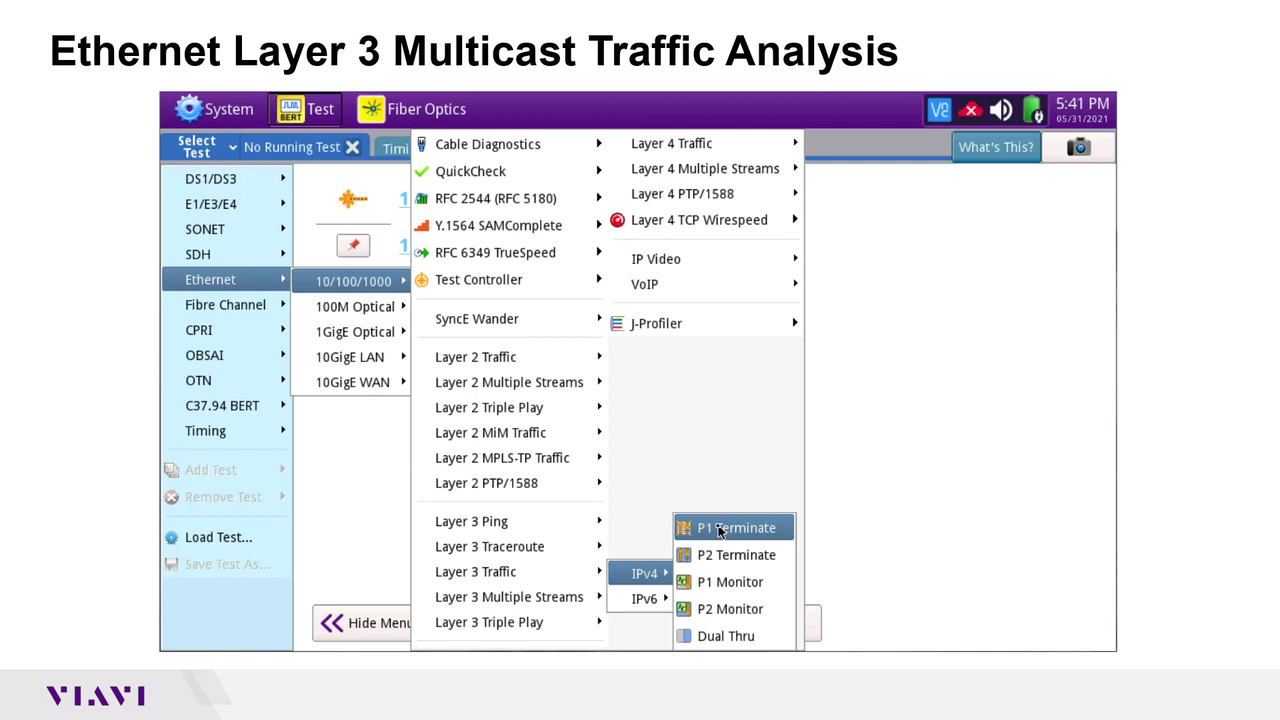 Ethernet Layer 3 Multicast Traffic Analysis
System
Test
BERT
Fiber Optics
V2
5:41 PM
05/31/2021
Select Test
No Running Test
Timi
What's This?
DS1/DS3
E1/E3/E4
SONET
SDH
Ethernet
Fibre Channel
CPRI
OBSAI
OTN
C37.94 BERT
Timing
Add Test
Remove Test
Load Test...
Save Test As...
1
1
10/100/1000
100M Optical
1GigE Optical
10GigE LAN
10GigE WAN
Hide Menu
Cable Diagnostics
QuickCheck
RFC 2544 (RFC 5180)
Y.1564 SAMComplete
RFC 6349 TrueSpeed
Test Controller
SyncE Wander
Layer 2 Traffic
Layer 2 Multiple Streams
Layer 2 Triple Play
Layer 2 MiM Traffic
Layer 2 MPLS-TP Traffic
Layer 2 PTP/1588
Layer 3 Ping
Layer 3 Traceroute
Layer 3 Traffic
Layer 3 Multiple Streams
Layer 3 Triple Play
Layer 4 Traffic
Layer 4 Multiple Streams
Layer 4 PTP/1588
Layer 4 TCP Wirespeed
IP Video
VoIP
J-Profiler
IPv4
IPv6
P1 Terminate
P2 Terminate
P1 Monitor
P2 Monitor
Dual Thru
VIAVI